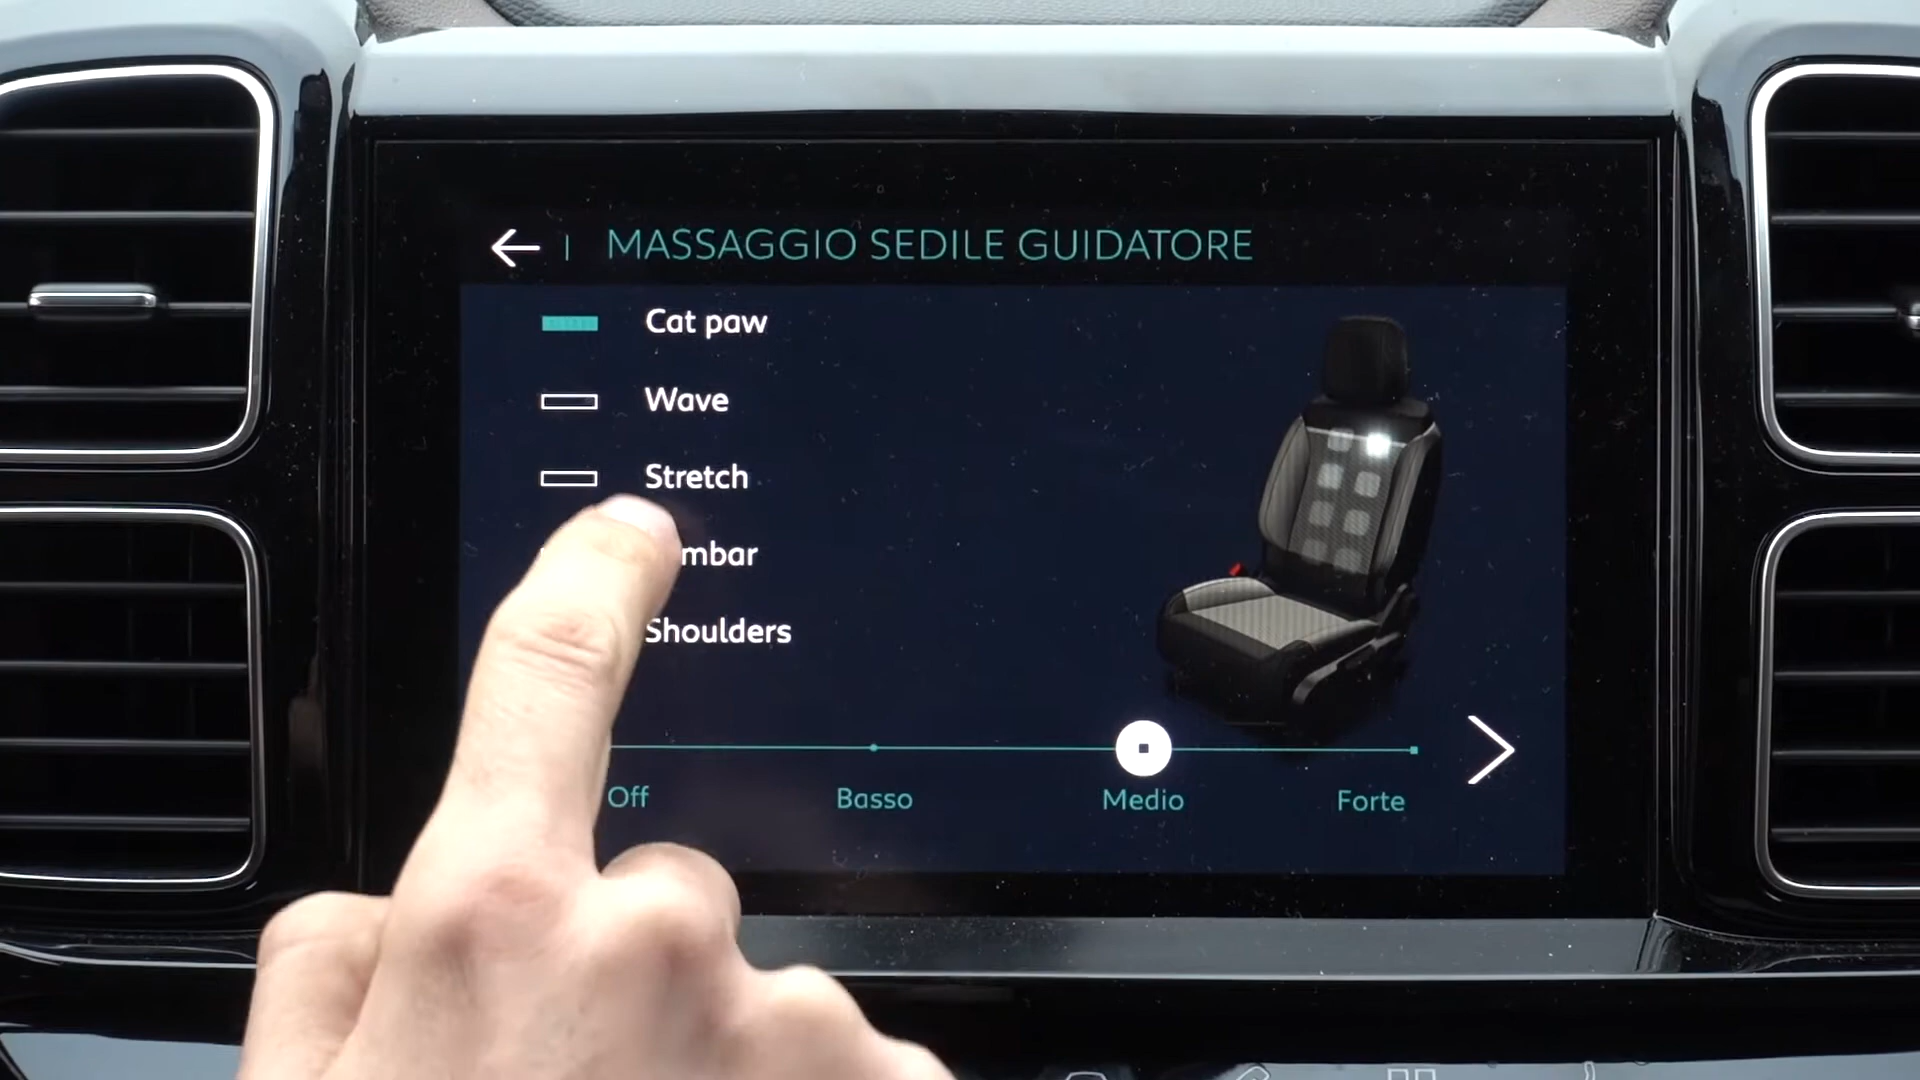 MASSAGGIO SEDILE GUIDATORE
Cat paw
Wave
Stretch
mbar
Shoulders
Off Basso Medio Forte